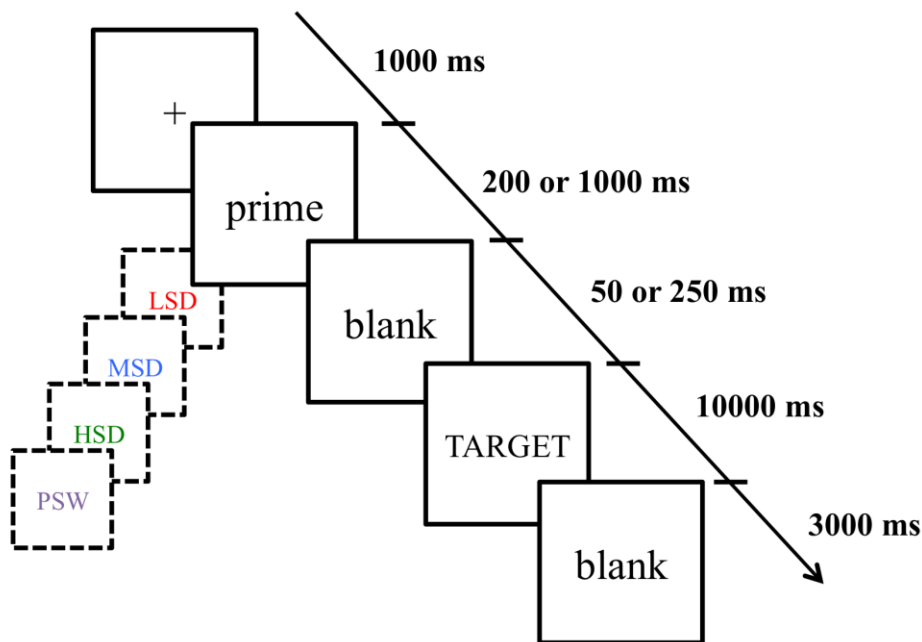 1000 ms
+
200 or 1000 ms
prime
50 or 250 ms
LSD
blank
MSD
10000 ms
HSD
TARGET
PSW
3000 ms
blank